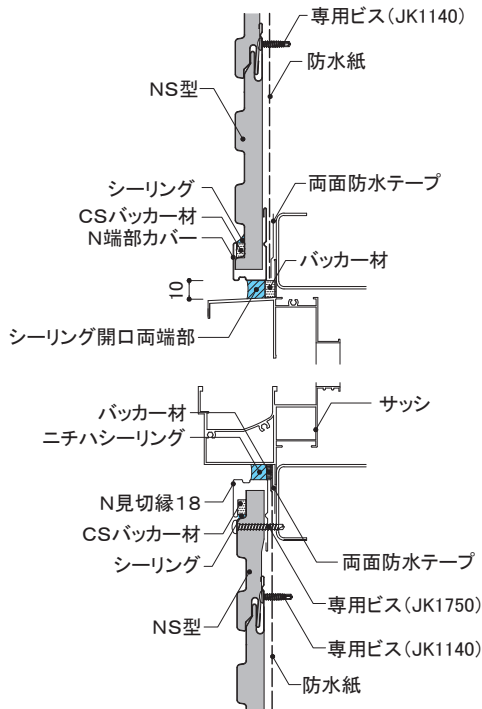 専用ビス(JK1140)
防水紙
NS型
シーリング
両面防水テープ
CSバッカー材
N端部カバー
バッカー材
10
シーリング開口両端部
サッシ
バッカー材
ニチハシーリング
N見切縁18
CSバッカー材
シーリング
両面防水テープ
専用ビス(JK1750)
NS型
専用ビス(JK1140)
防水紙